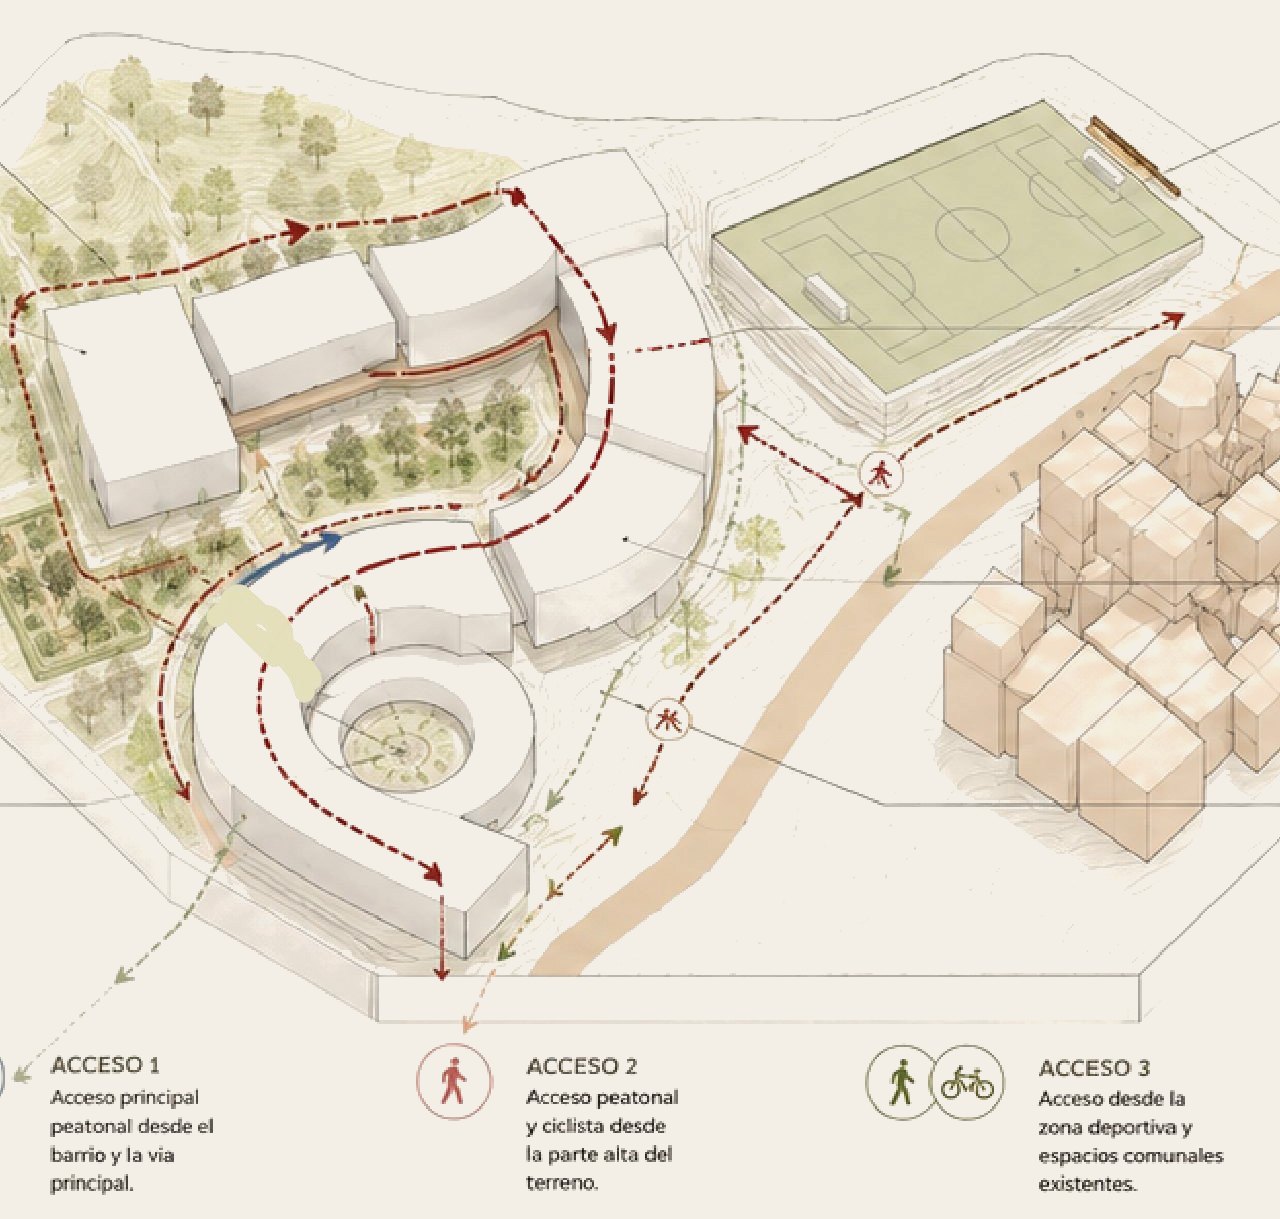 ACCESO 1
Acceso principal
peatonal desde el
barrio y la via
principal.
ACCESO 2
Acceso peatonal
y ciclista desde
la parte alta del
terreno.
ACCESO 3
Acceso desde la
zona deportiva y
espacios comunales
existentes.